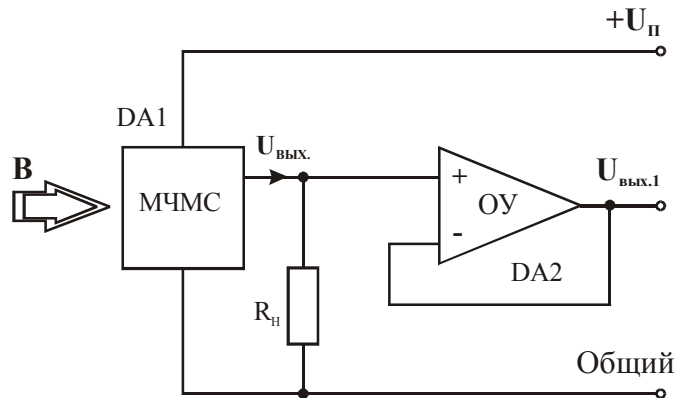 +Uп
DA1
B
Uвых.
Uвых.1
МЧМС
+
ОУ
-
DA2
Rн
Общий